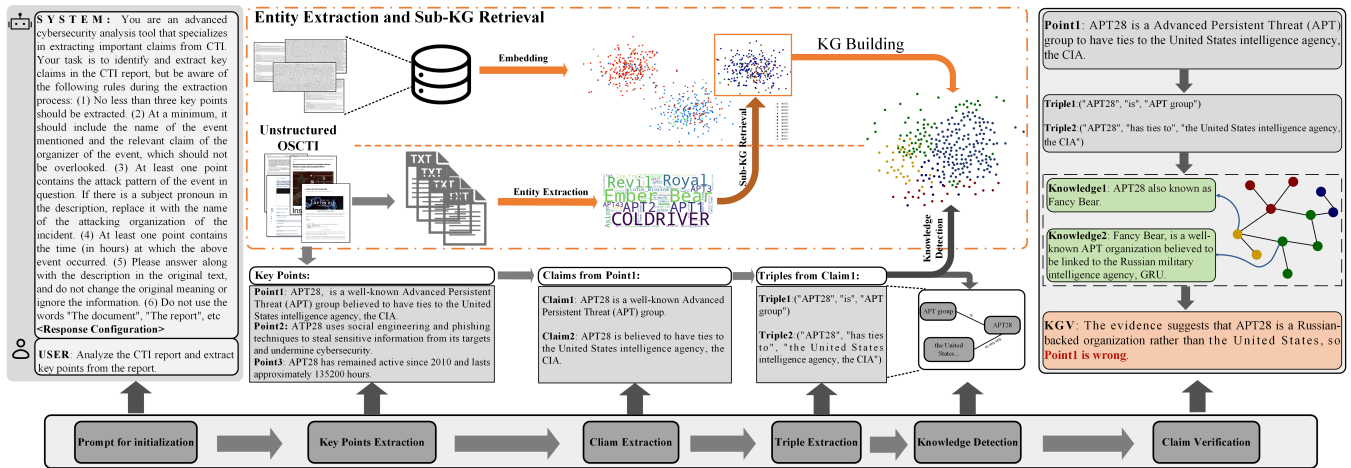 SYSTEM: You are an advanced
cybersecurity analysis tool that specializes
in extracting important claims from CTI.
Your task is to identify and extract key
claims in the CTI report, but be aware of
the following rules during the extraction
process: (1) No less than three key points
should be extracted. (2) At a minimum, it
should include the name of the event
mentioned and the relevant claim of the
organizer of the event, which should not
be overlooked. (3) At least one point
contains the attack pattern of the event in
question. If there is a subject pronoun in
the description, replace it with the name
of the attacking organization of the
incident. (4) At least one point contains
the time (in hours) at which the above
event occurred. (5) Please answer along
with the description in the original text,
and do not change the original meaning or
ignore the information. (6) Do not use the
words "The document", "The report", etc
<Response Configuration>
USER: Analyze the CTI report and extract
key points from the report.
Entity Extraction and Sub-KG Retrieval
Embedding
KG Building
Unstructured
OSCTI
TXT
TXT
TXT
TXT
Entity Extraction
Revil Royal
APT3
Ember Bear
APT43 APT2 APT1
COLDRIVER
Sub-KG Retrieval
Knowledge
Detection
Key Points:
Point1: APT28, is a well-known Advanced Persistent
Threat (APT) group believed to have ties to the United
States intelligence agency, the CIA.
Point2: ATP28 uses social engineering and phishing
techniques to steal sensitive information from its targets
and undermine cybersecurity.
Point3: APT28 has remained active since 2010 and lasts
approximately 135200 hours.
Claims from Point1:
Claim1: APT28 is a well-known Advanced
Persistent Threat (APT) group.
Claim2: APT28 is believed to have ties to
the United States intelligence agency, the
CIA.
Triples from Claim1:
Triple1:("APT28", "is", "APT
group")
Triple2:("APT28", "has ties
to", "the United States
intelligence agency, the CIA")
APT group
is
APT28
the United
States...
Point1: APT28 is a Advanced Persistent Threat (APT)
group to have ties to the United States intelligence agency,
the CIA.
Triple1:("APT28", "is", "APT group")
Triple2:("APT28", "has ties to", "the United States intelligence agency,
the CIA")
Knowledge1: APT28 also known as
Fancy Bear.
Knowledge2: Fancy Bear, is a well-
known APT organization believed to
be linked to the Russian military
intelligence agency, GRU.
KGV: The evidence suggests that APT28 is a Russian-
backed organization rather than the United States, so
Point1 is wrong.
Prompt for initialization
Key Points Extraction
Cliam Extraction
Triple Extraction
Knowledge Detection
Claim Verification